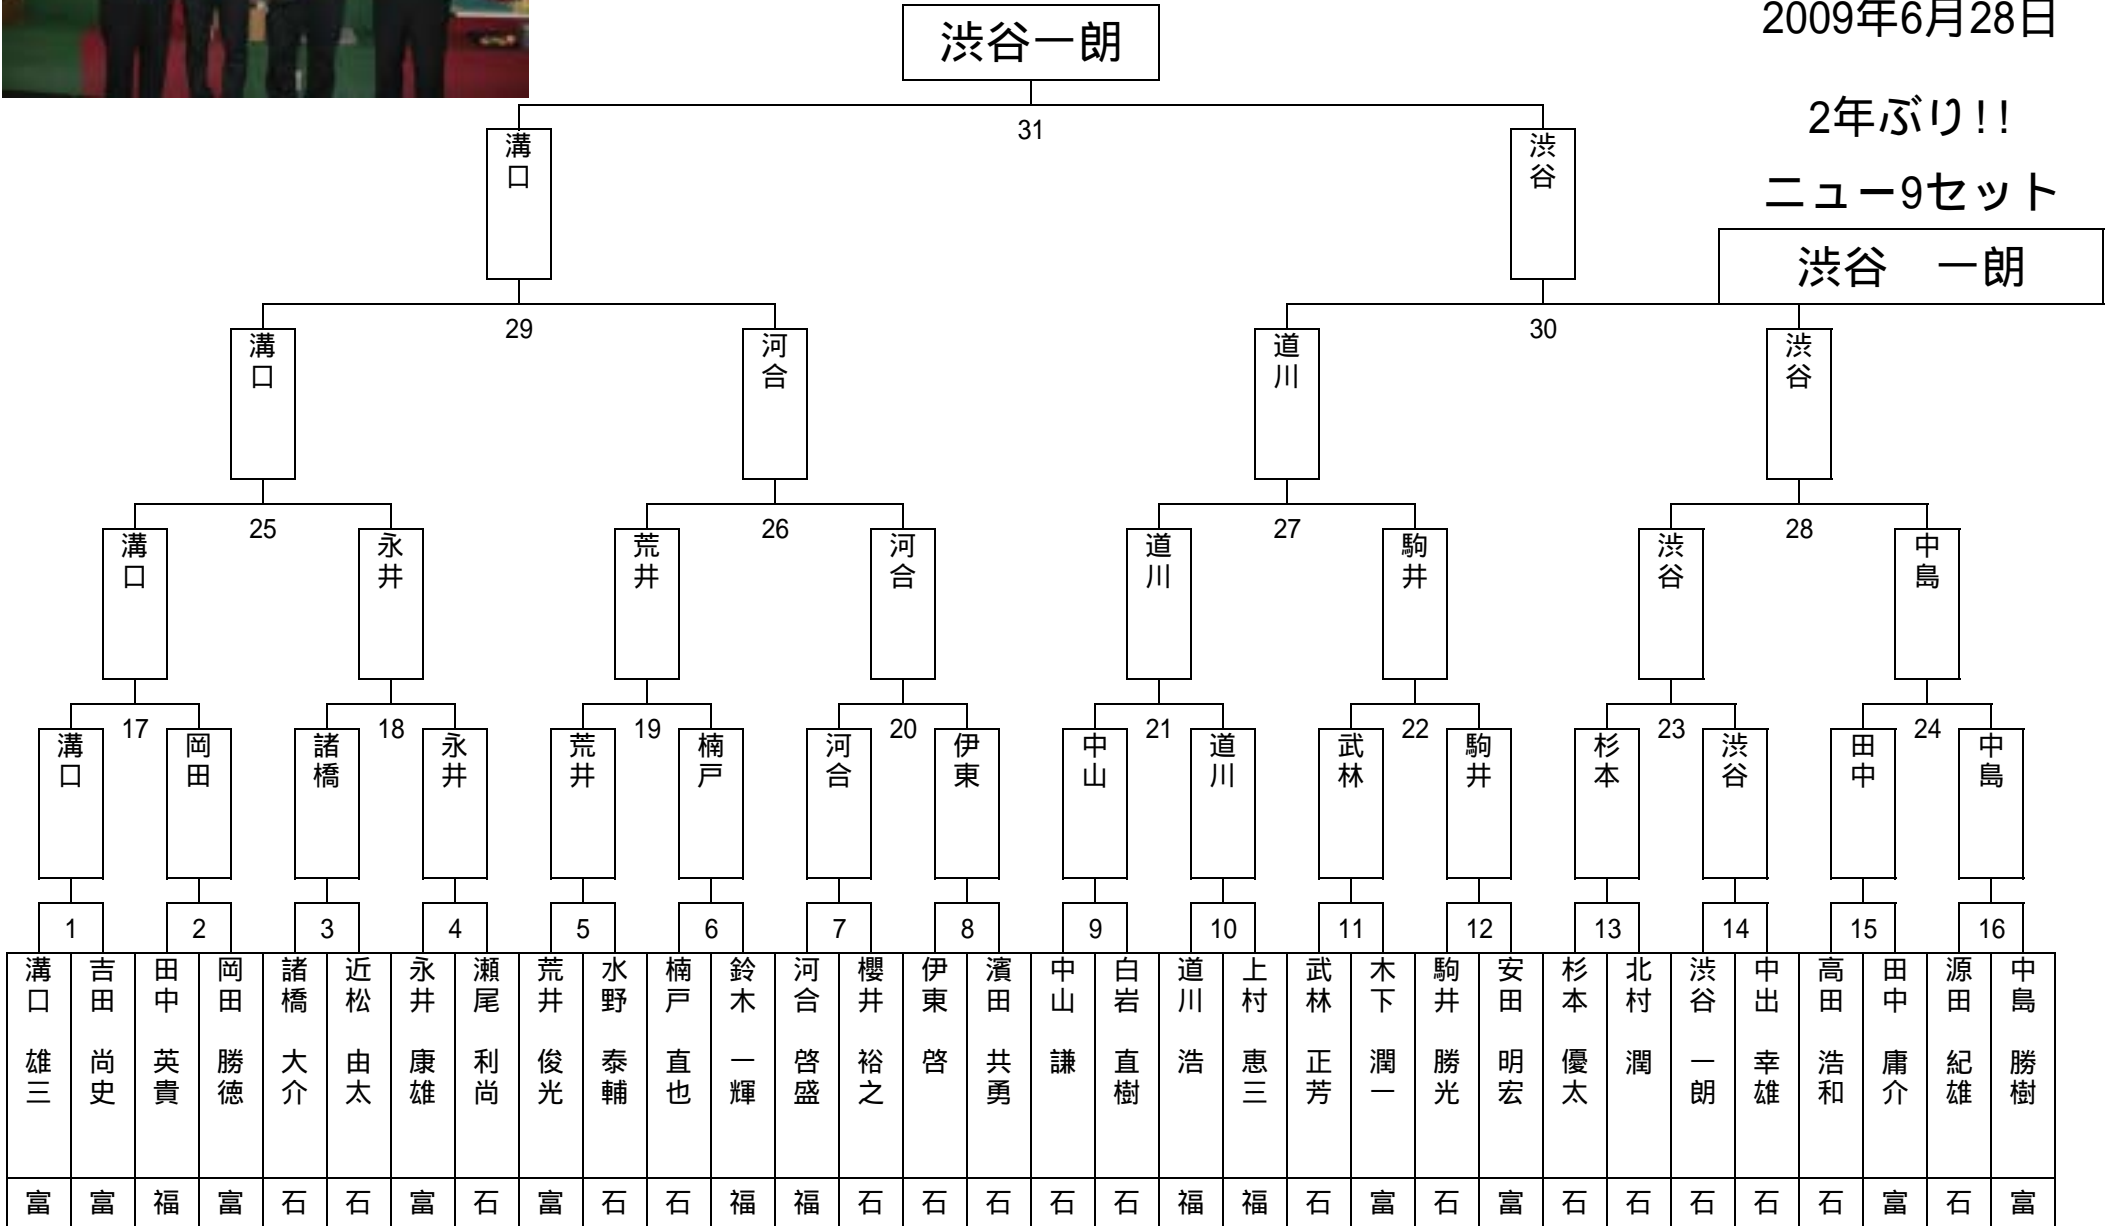 2009年6月28日
渋谷一朗
2年ぶり!!
ニュー9セット
渋谷　一朗
31
溝口
渋谷
29
30
溝口
河合
道川
渋谷
25
26
27
28
溝口
永井
荒井
河合
道川
駒井
渋谷
中島
17
18
19
20
21
22
23
24
溝口
岡田
諸橋
永井
荒井
楠戸
河合
伊東
中山
道川
武林
駒井
杉本
渋谷
田中
中島
1
2
3
4
5
6
7
8
9
10
11
12
13
14
15
16
溝口　雄三
吉田　尚史
田中　英貴
岡田　勝徳
諸橋　大介
近松　由太
永井　康雄
瀬尾　利尚
荒井　俊光
水野　泰輔
楠戸　直也
鈴木　一輝
河合　啓盛
櫻井　裕之
伊東　啓
濱田　共勇
中山　謙
白岩　直樹
道川　浩
上村　恵三
武林　正芳
木下　潤一
駒井　勝光
安田　明宏
杉本　優太
北村　潤
渋谷　一朗
中出　幸雄
高田　浩和
田中　庸介
源田　紀雄
中島　勝樹
富
富
福
富
石
石
富
石
富
石
石
福
福
石
石
石
石
石
福
福
石
富
石
富
石
石
石
石
石
富
石
富